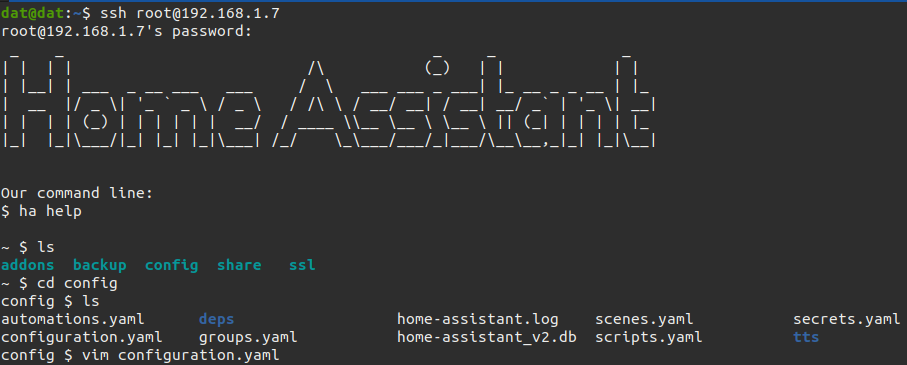 dat@dat:~$ ssh root@192.168.1.7
root@192.168.1.7's password:
Home Assistant
Our command line:
$ ha help
~ $ ls
addons backup config share ssl
~ $ cd config
config $ ls
automations.yaml deps home-assistant.log scenes.yaml secrets.yaml
configuration.yaml groups.yaml home-assistant_v2.db scripts.yaml tts
config $ vim configuration.yaml